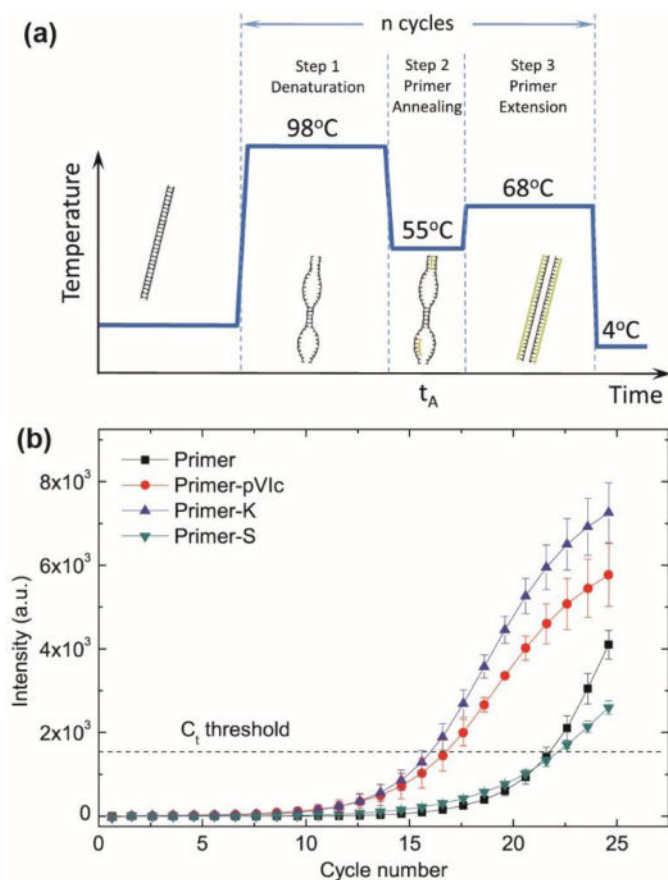 (a)
n cycles
Step 1
Denaturation
Step 2
Primer
Annealing
Step 3
Primer
Extension
98°C
55°C
68°C
4°C
Temperature
t_A
Time
(b)
Primer
Primer-pVIc
Primer-K
Primer-S
8x10³
6x10³
4x10³
2x10³
0
Intensity (a.u.)
C_t threshold
0 5 10 15 20 25
Cycle number